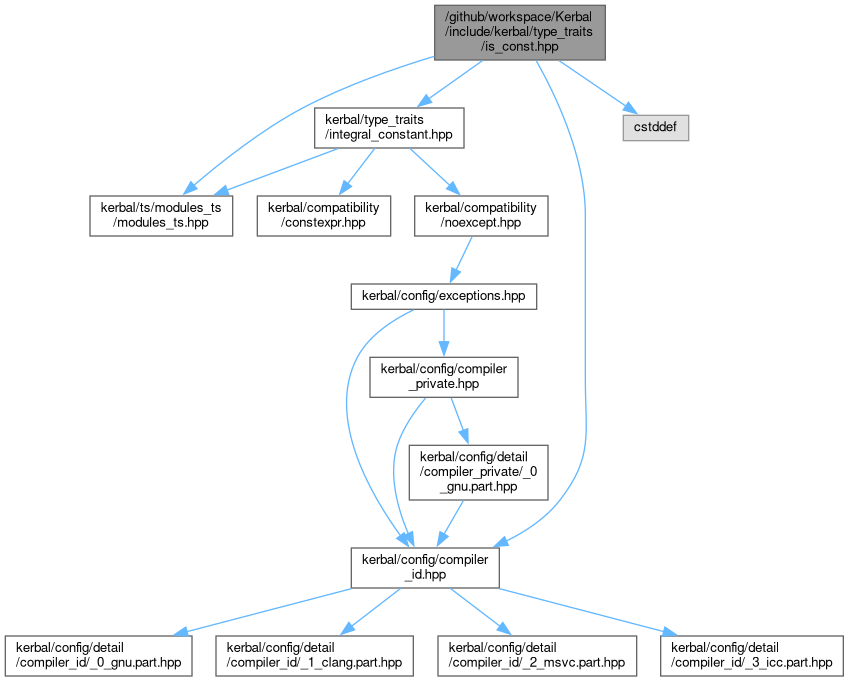 /github/workspace/Kerbal
/include/kerbal/type_traits
/is_const.hpp
kerbal/type_traits
/integral_constant.hpp
cstddef
kerbal/ts/modules_ts
/modules_ts.hpp
kerbal/compatibility
/constexpr.hpp
kerbal/compatibility
/noexcept.hpp
kerbal/config/exceptions.hpp
kerbal/config/compiler
_private.hpp
kerbal/config/detail
/compiler_private/_0
_gnu.part.hpp
kerbal/config/compiler
_id.hpp
kerbal/config/detail
/compiler_id/_0_gnu.part.hpp
kerbal/config/detail
/compiler_id/_1_clang.part.hpp
kerbal/config/detail
/compiler_id/_2_msvc.part.hpp
kerbal/config/detail
/compiler_id/_3_icc.part.hpp